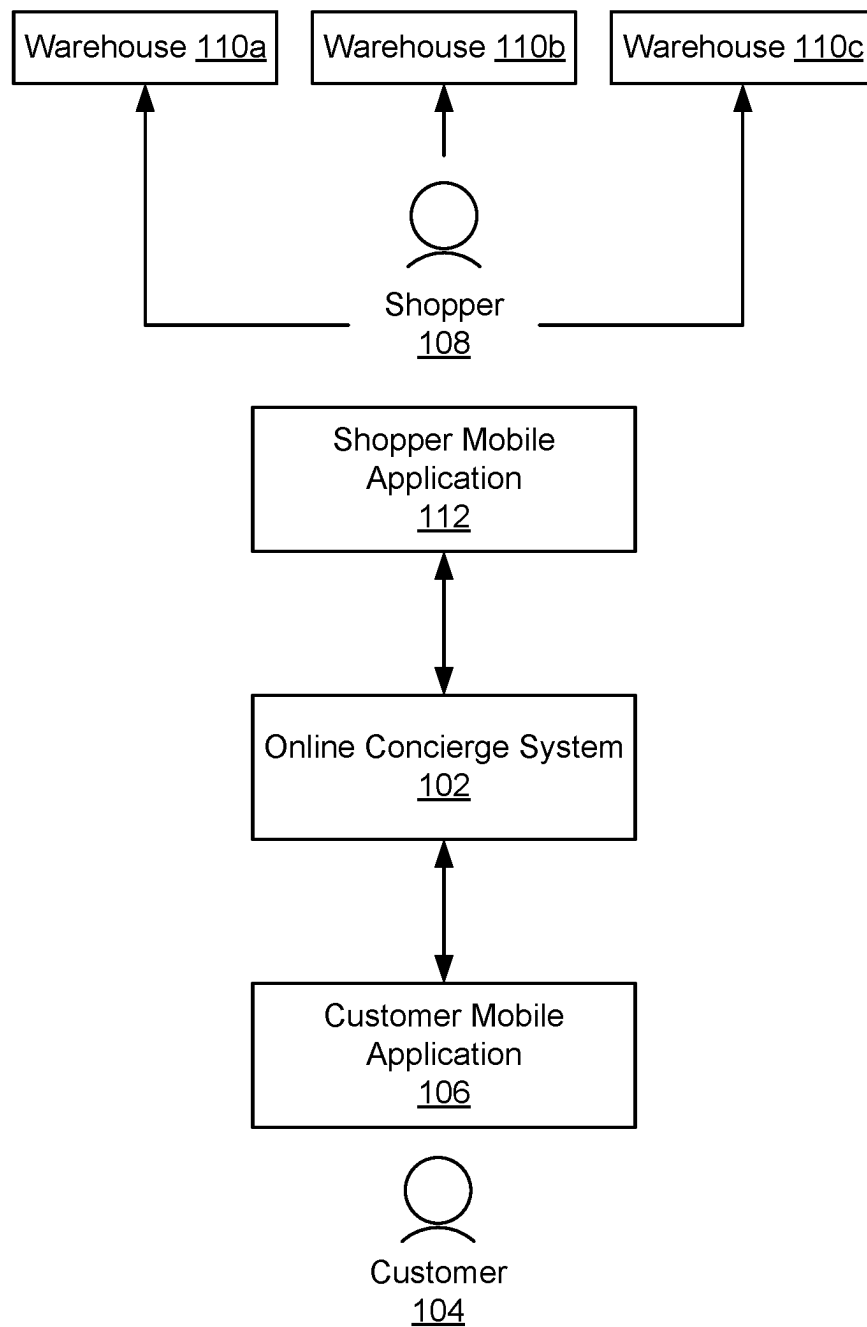 Warehouse 110a
Warehouse 110b
Warehouse 110c
Shopper
108
Shopper Mobile
Application
112
Online Concierge System
102
Customer Mobile
Application
106
Customer
104